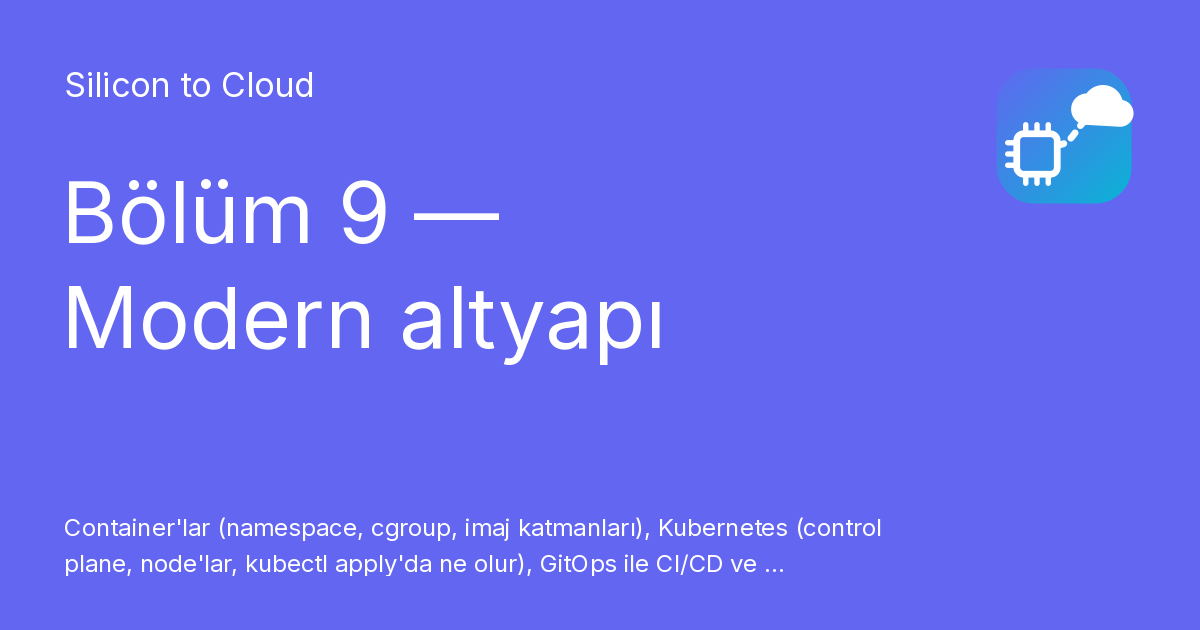 Silicon to Cloud
Bölüm 9 —
Modern altyapı
Container'lar (namespace, cgroup, imaj katmanları), Kubernetes (control
plane, node'lar, kubectl apply'da ne olur), GitOps ile CI/CD ve ...